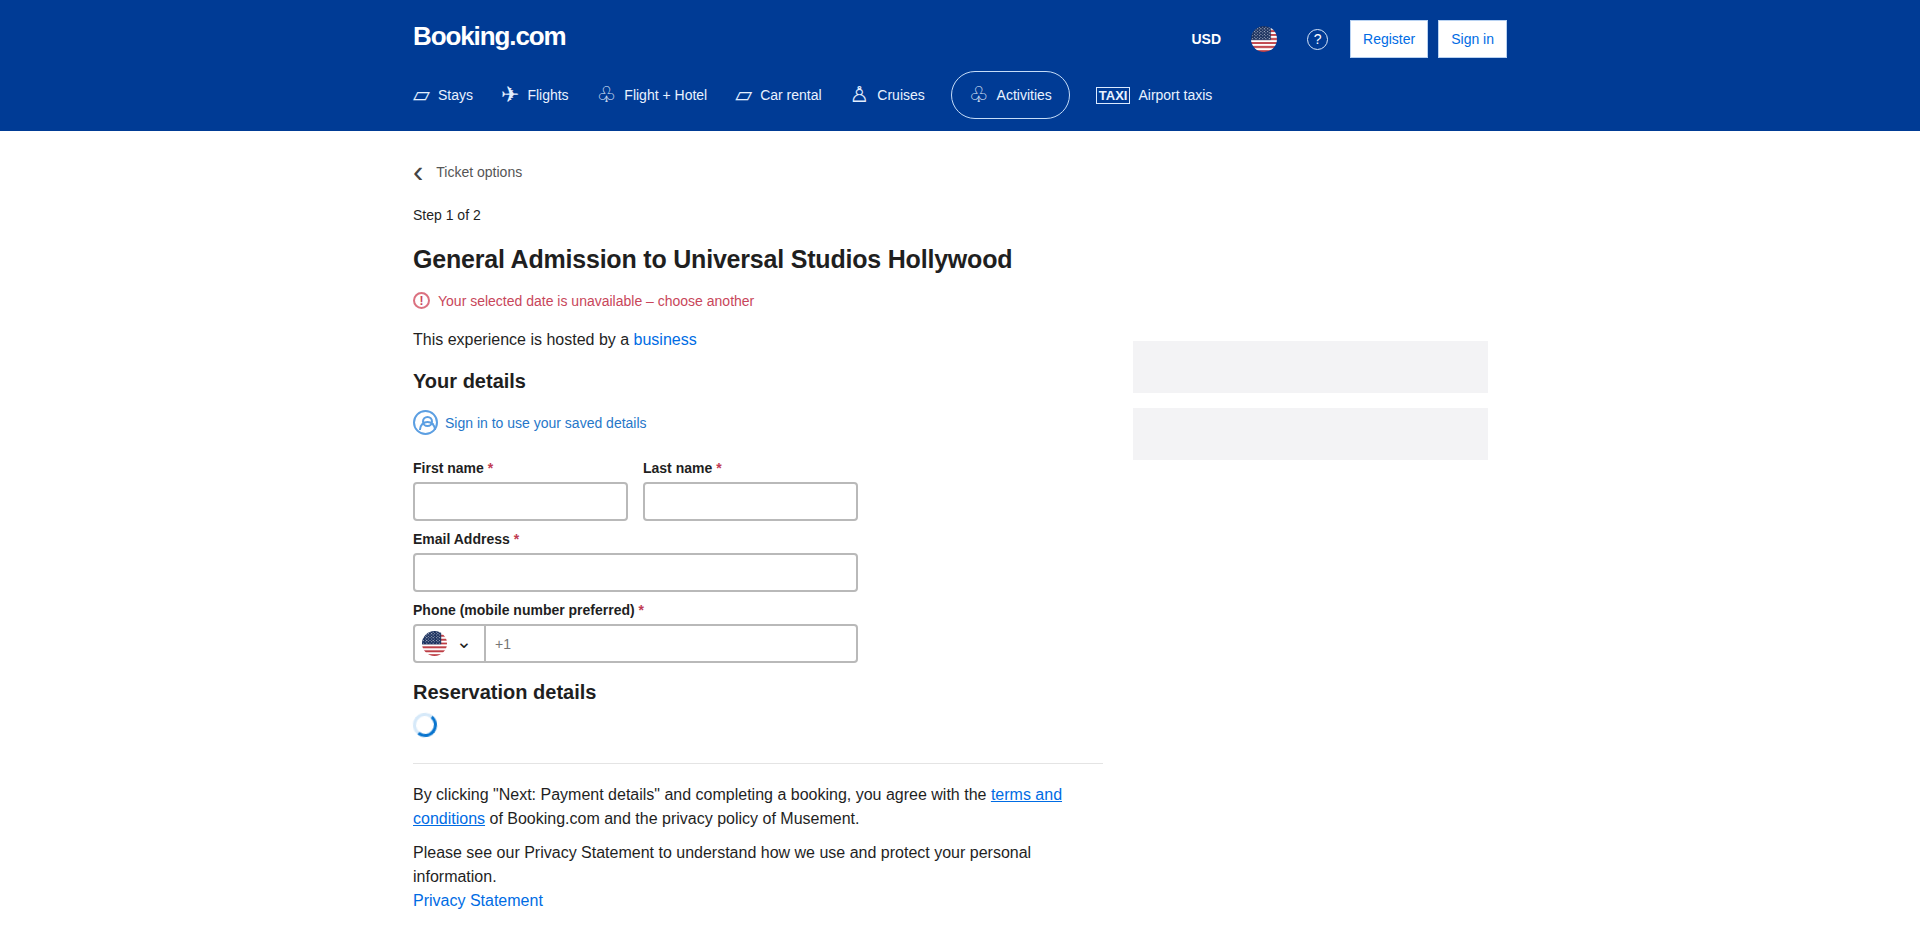 Booking.com
USD
?
Register
Sign in
Stays
Flights
Flight + Hotel
Car rental
Cruises
Activities
TAXI Airport taxis
Ticket options
Step 1 of 2
General Admission to Universal Studios Hollywood
Your selected date is unavailable – choose another
This experience is hosted by a business
Your details
Sign in to use your saved details
First name *
Last name *
Email Address *
Phone (mobile number preferred) *
+1
Reservation details
By clicking "Next: Payment details" and completing a booking, you agree with the terms and
conditions of Booking.com and the privacy policy of Musement.
Please see our Privacy Statement to understand how we use and protect your personal
information.
Privacy Statement